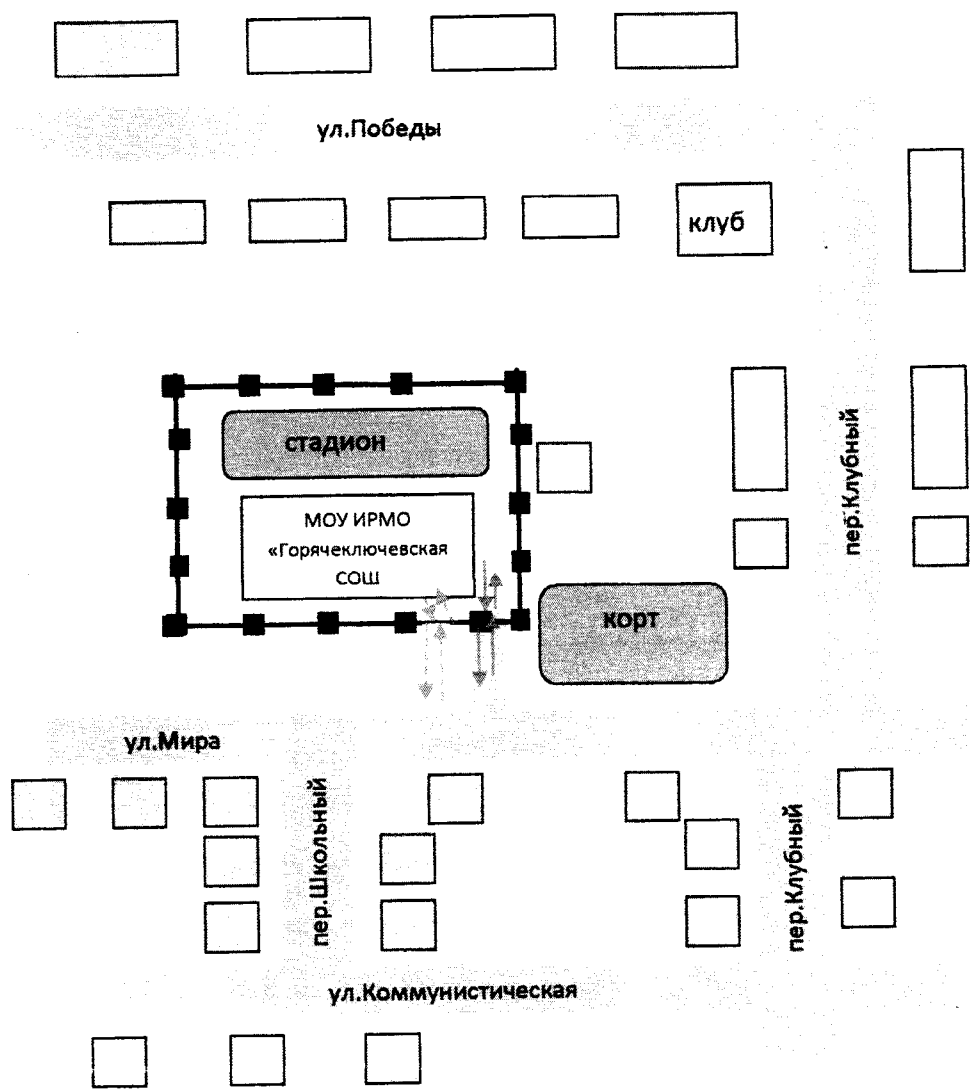 ул.Победы
клуб
стадион
пер.Клубный
МОУ ИРМО
«Горячеключевская
СОШ
корт
ул.Мира
пер.Школьный
пер.Клубный
ул.Коммунистическая